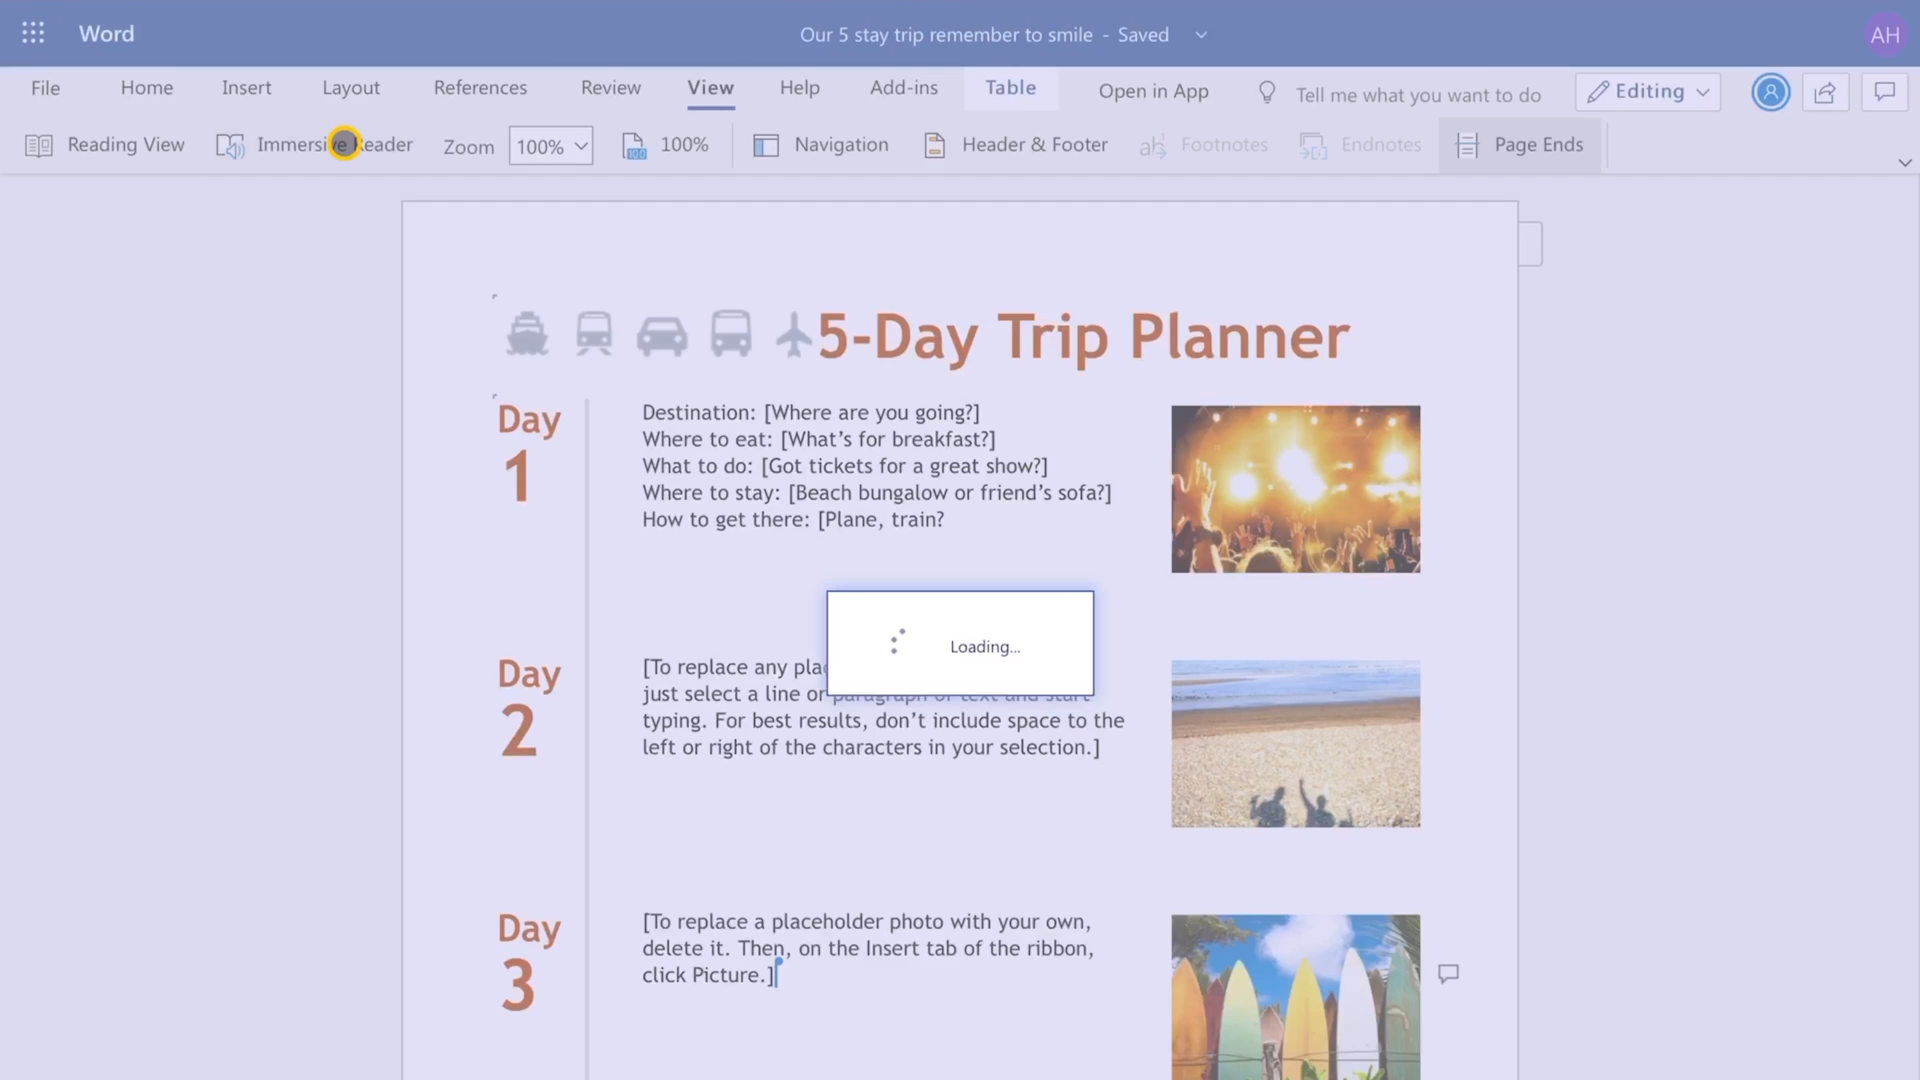 Word
Our 5 stay trip remember to smile - Saved
AH
File Home Insert Layout References Review View Help Add-ins Table Open in App Tell me what you want to do Editing
Reading View Immersive Reader Zoom 100% 100% Navigation Header & Footer ab Footnotes Endnotes Page Ends
5-Day Trip Planner
Day
1
Destination: [Where are you going?]
Where to eat: [What’s for breakfast?]
What to do: [Got tickets for a great show?]
Where to stay: [Beach bungalow or friend’s sofa?]
How to get there: [Plane, train?
Loading...
Day
2
[To replace any pla
just select a line or paragraph of text and start
typing. For best results, don’t include space to the
left or right of the characters in your selection.]
Day
3
[To replace a placeholder photo with your own,
delete it. Then, on the Insert tab of the ribbon,
click Picture.]